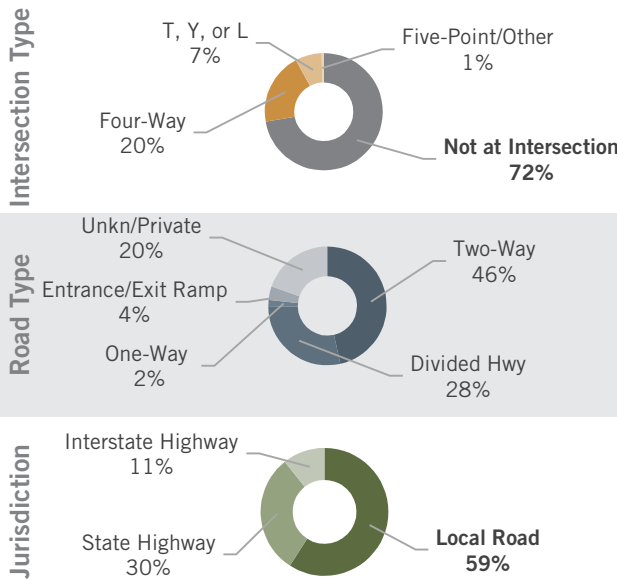 Intersection Type
T, Y, or L
7%
Five-Point/Other
1%
Four-Way
20%
Not at Intersection
72%
Road Type
Unkn/Private
20%
Two-Way
46%
Entrance/Exit Ramp
4%
One-Way
2%
Divided Hwy
28%
Jurisdiction
Interstate Highway
11%
State Highway
30%
Local Road
59%